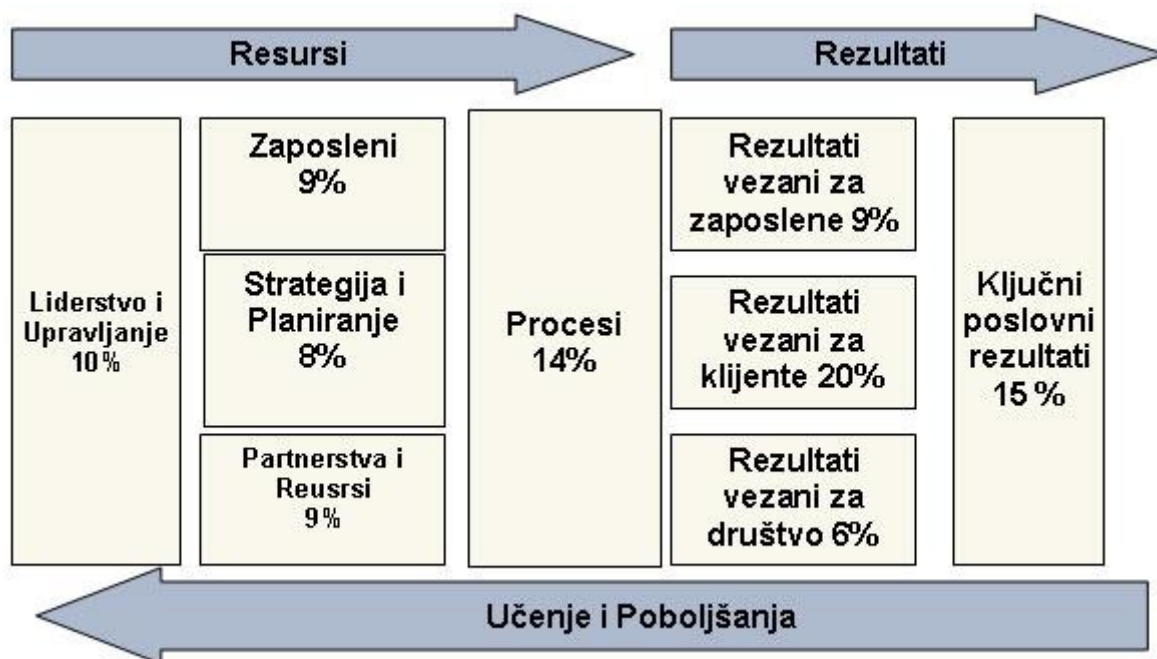 Resursi
Rezultati
Liderstvo i
Upravljanje
10%
Zaposleni
9%
Strategija i
Planiranje
8%
Partnerstva i
Reusrsi
9%
Procesi
14%
Rezultati
vezani za
zaposlene 9%
Rezultati
vezani za
klijente 20%
Rezultati
vezani za
društvo 6%
Ključni
poslovni
rezultati
15 %
Učenje i Poboljšanja